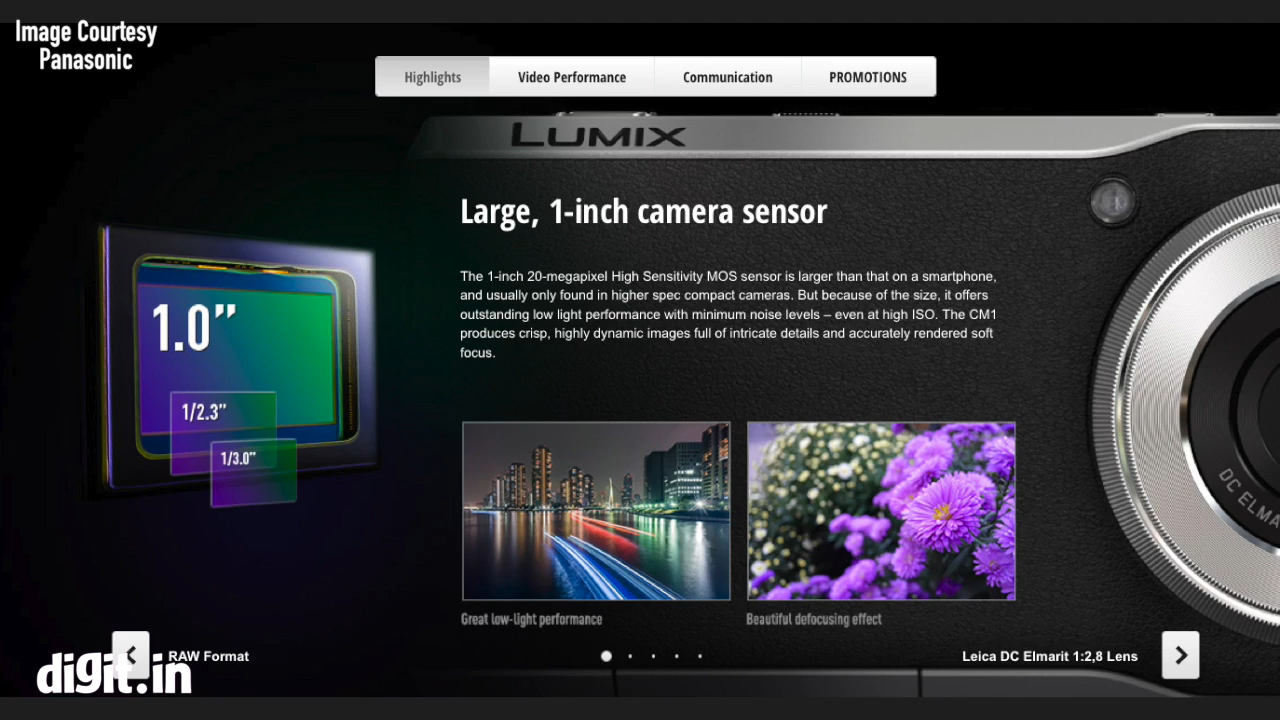 Image Courtesy
Panasonic
Highlights
Video Performance
Communication
PROMOTIONS
LUMIX
Large, 1-inch camera sensor
The 1-inch 20-megapixel High Sensitivity MOS sensor is larger than that on a smartphone,
and usually only found in higher spec compact cameras. But because of the size, it offers
outstanding low light performance with minimum noise levels – even at high ISO. The CM1
produces crisp, highly dynamic images full of intricate details and accurately rendered soft
focus.
1.0”
1/2.3”
1/3.0”
DC ELMA
Great low-light performance
Beautiful defocusing effect
RAW Format
Leica DC Elmarit 1:2,8 Lens
digit.in